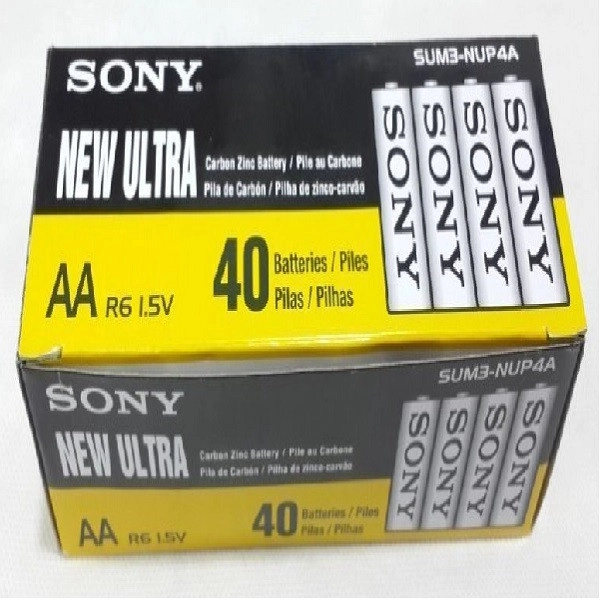 SONY®
SUM3-NUP4A
NEW ULTRA
Carbon Zinc Battery / Pile au Carbone
Pila de Carbón / Pilha de zinco-carvão
SONY
SONY
SONY
SONY
AA R6 1.5V
40 Batteries / Piles
Pilas / Pilhas
SONY
SUM3-NUP4A
NEW ULTRA
Carbon Zinc Battery / Pile au Carbone
Pila de Carbón / Pilha de zinco-carvão
SONY
SONY
SONY
SONY
AA R6 1.5V
40 Batteries / Piles
Pilas / Pilhas